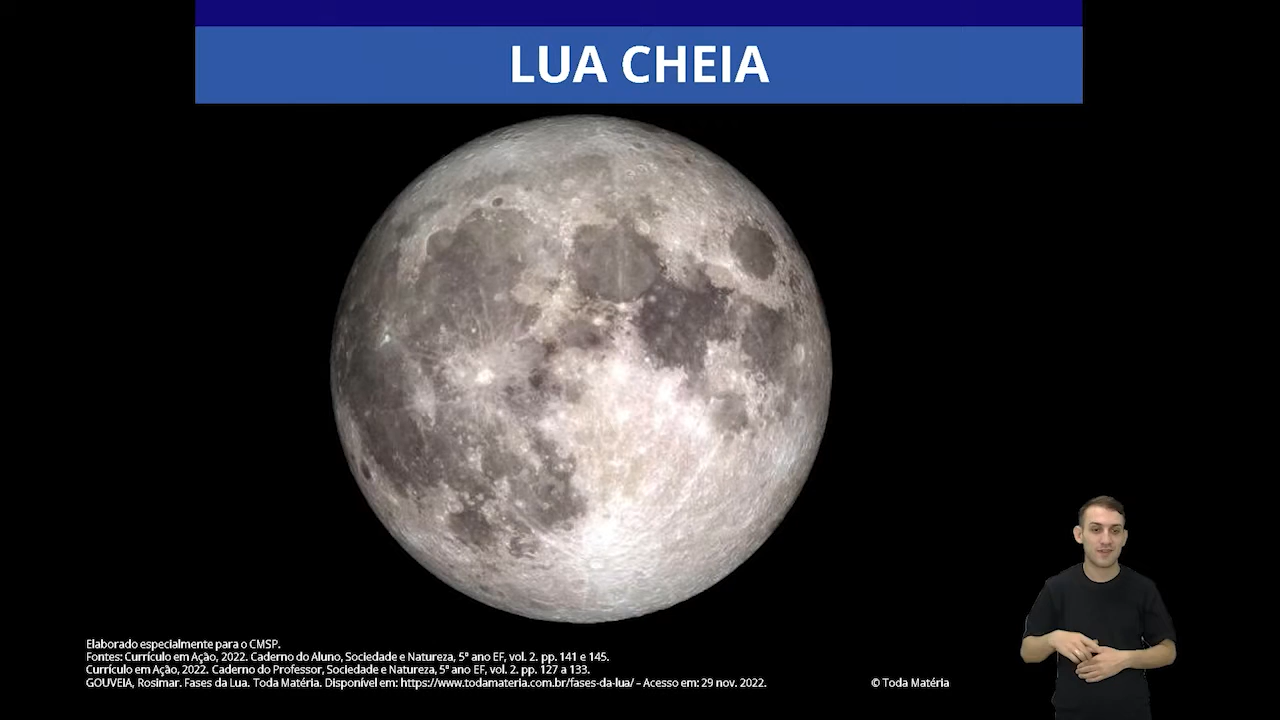 LUA CHEIA
Elaborado especialmente para o CMSP.
Fontes: Currículo em Ação, 2022. Caderno do Aluno, Sociedade e Natureza, 5º ano EF, vol. 2. pp. 141 e 145.
Currículo em Ação, 2022. Caderno do Professor, Sociedade e Natureza, 5º ano EF, vol. 2. pp. 127 a 133.
GOUVEIA, Rosimar. Fases da Lua. Toda Matéria. Disponível em: https://www.todamateria.com.br/fases-da-lua/ – Acesso em: 29 nov. 2022.
© Toda Matéria